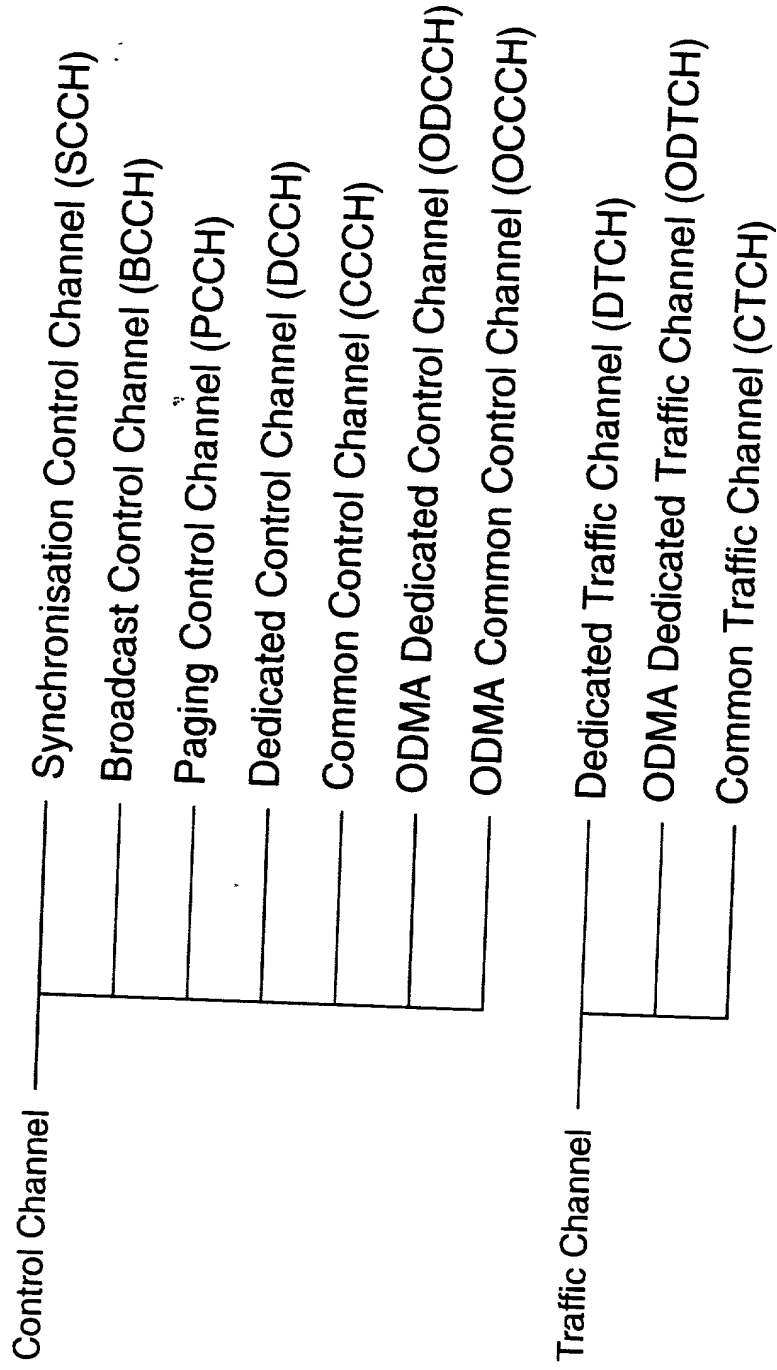 Control Channel
Synchronisation Control Channel (SCCH)
Broadcast Control Channel (BCCH)
Paging Control Channel (PCCH)
Dedicated Control Channel (DCCH)
Common Control Channel (CCCH)
ODMA Dedicated Control Channel (ODCCH)
ODMA Common Control Channel (OCCCH)
Traffic Channel
Dedicated Traffic Channel (DTCH)
ODMA Dedicated Traffic Channel (ODTCH)
Common Traffic Channel (CTCH)